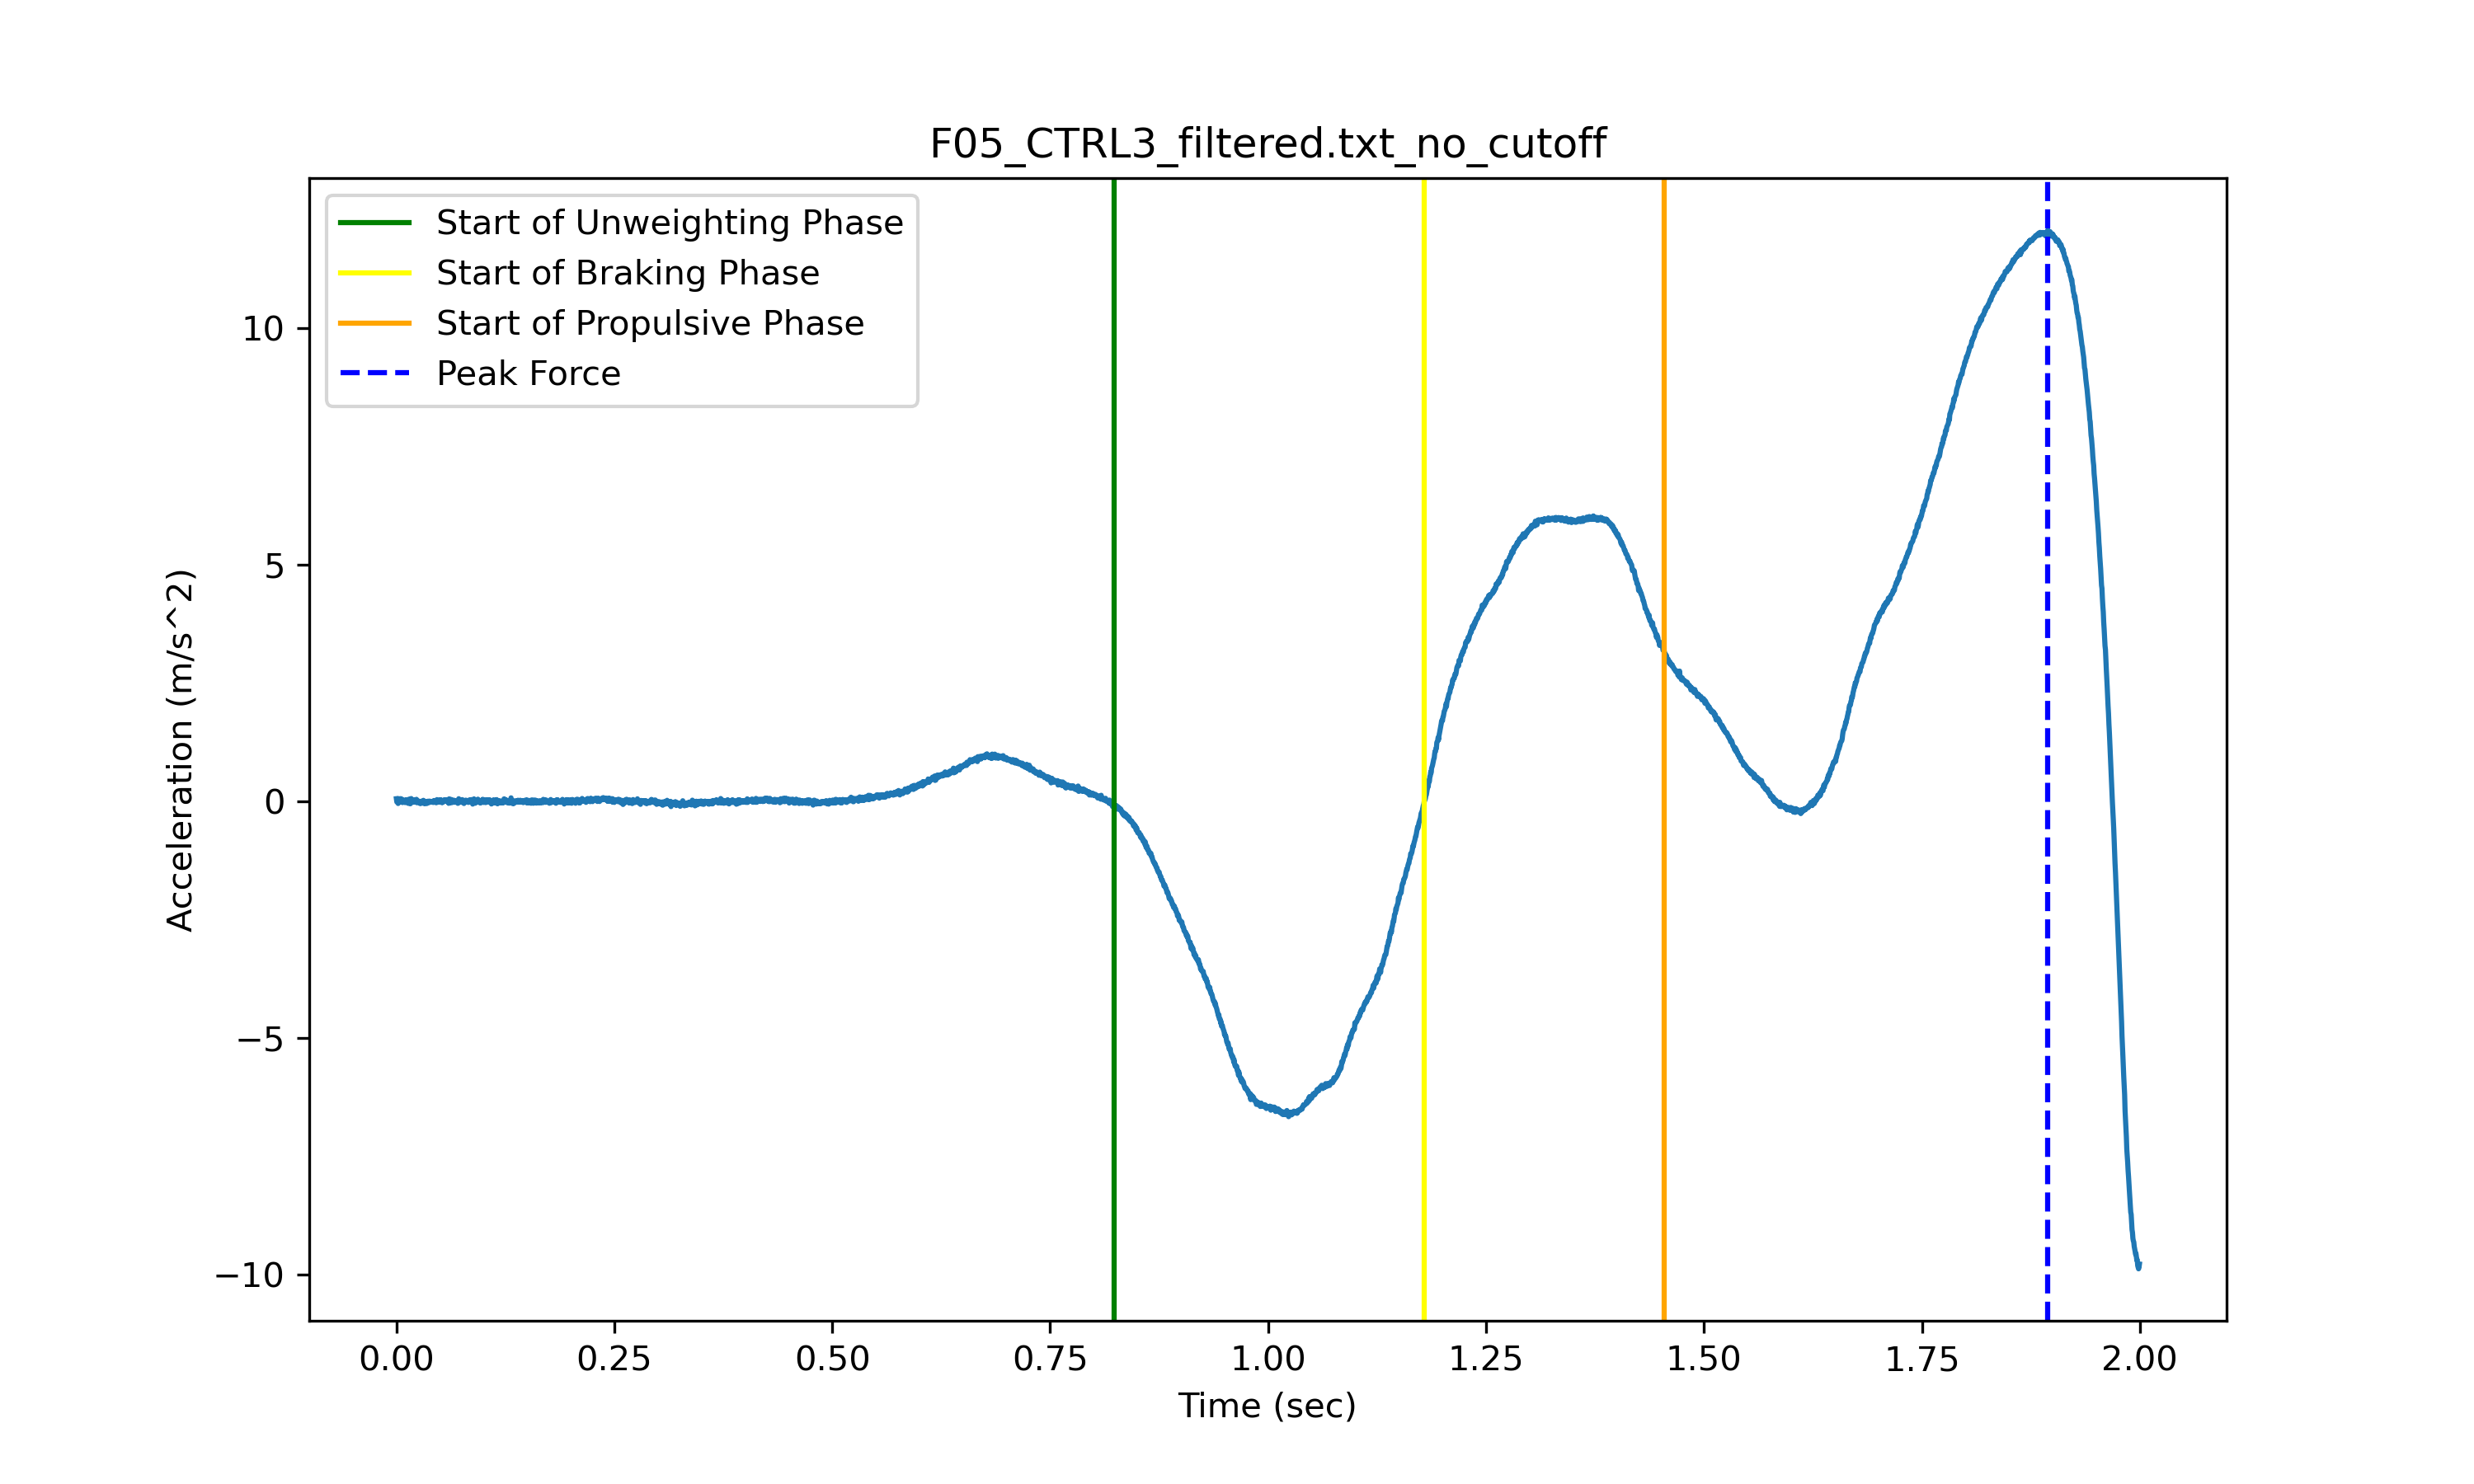 F05_CTRL3_filtered.txt_no_cutoff
Start of Unweighting Phase
Start of Braking Phase
Start of Propulsive Phase
Peak Force
10
5
0
−5
−10
Acceleration (m/s^2)
0.00 0.25 0.50 0.75 1.00 1.25 1.50 1.75 2.00
Time (sec)